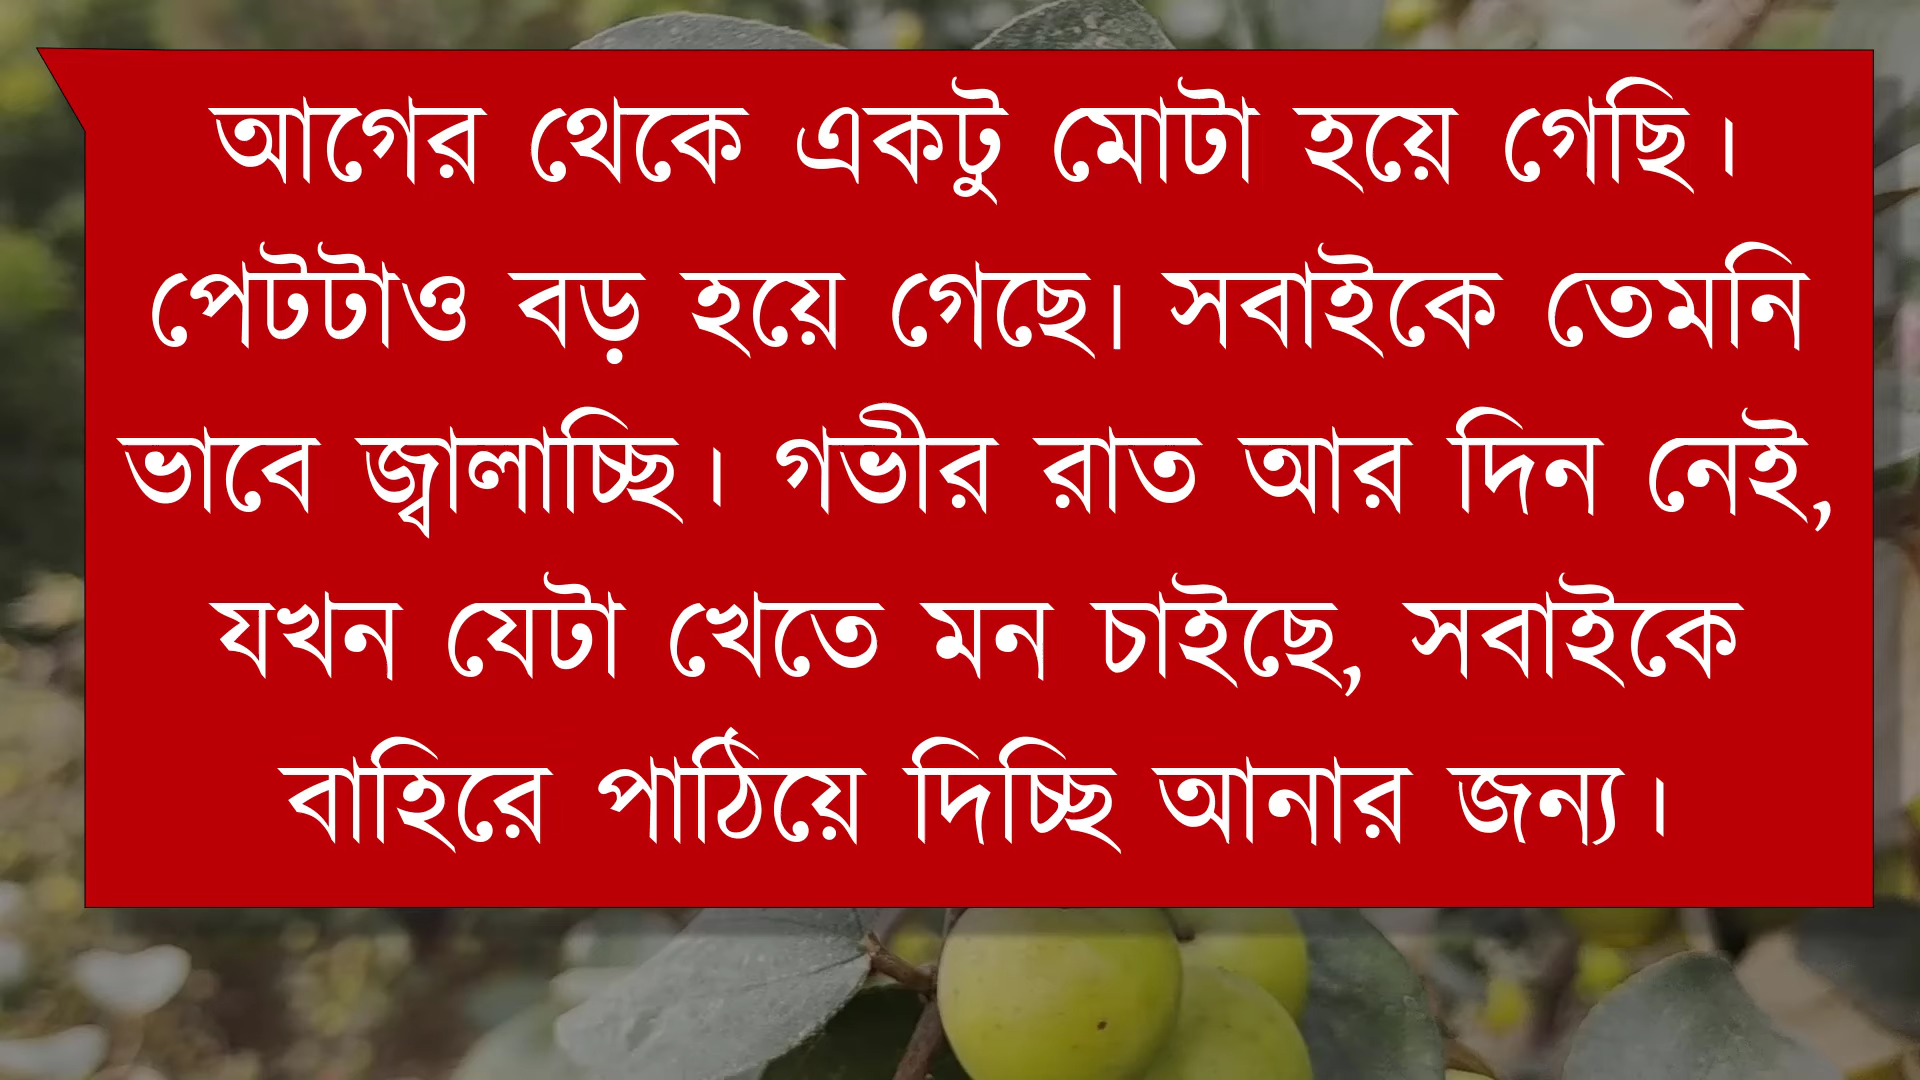 আগের থেকে একটু মোটা হয়ে গেছি।
পেটটাও বড় হয়ে গেছে। সবাইকে তেমনি
ভাবে জ্বালাচ্ছি। গভীর রাত আর দিন নেই,
যখন যেটা খেতে মন চাইছে, সবাইকে
বাহিরে পাঠিয়ে দিচ্ছি আনার জন্য।